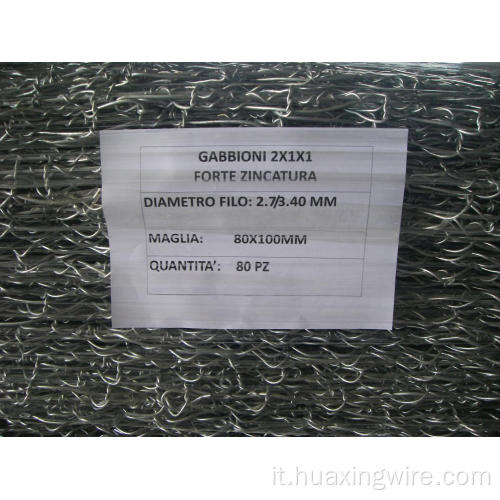 GABBIONI 2X1X1
FORTE ZINCATURA
DIAMETRO FILO: 2.7/3.40 MM
MAGLIA: 80X100MM
QUANTITA’: 80 PZ
it.huaxingwire.com